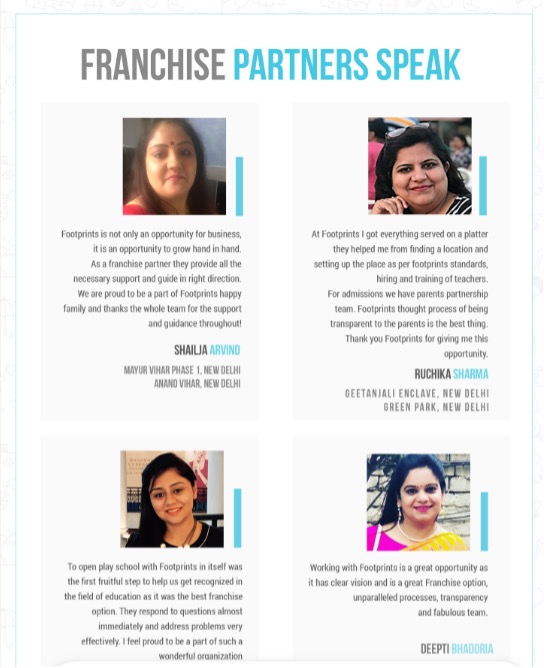 FRANCHISE PARTNERS SPEAK
Footprints is not only an opportunity for business,
it is an opportunity to grow hand in hand.
As a franchise partner they provide all the
necessary support and guide in right direction.
We are proud to be a part of Footprints happy
family and thanks the whole team for the support
and guidance throughout!
SHAILJA ARVIND
MAYUR VIHAR PHASE 1, NEW DELHI
ANAND VIHAR, NEW DELHI
At Footprints I got everything served on a platter
they helped me from finding a location and
setting up the place as per footprints standards,
hiring and training of teachers.
For admissions we have parents partnership
team. Footprints thought process of being
transparent to the parents is the best thing.
Thank you Footprints for giving me this
opportunity.
RUCHIKA SHARMA
GEETANJALI ENCLAVE, NEW DELHI
GREEN PARK, NEW DELHI
To open play school with Footprints in itself was
the first fruitful step to help us get recognized in
the field of education as it was the best franchise
option. They respond to questions almost
immediately and address problems very
effectively. I feel proud to be a part of such a
wonderful organization
Working with Footprints is a great opportunity as
it has clear vision and is a great Franchise option,
unparalleled processes, transparency
and fabulous team.
DEEPTI BHADORIA